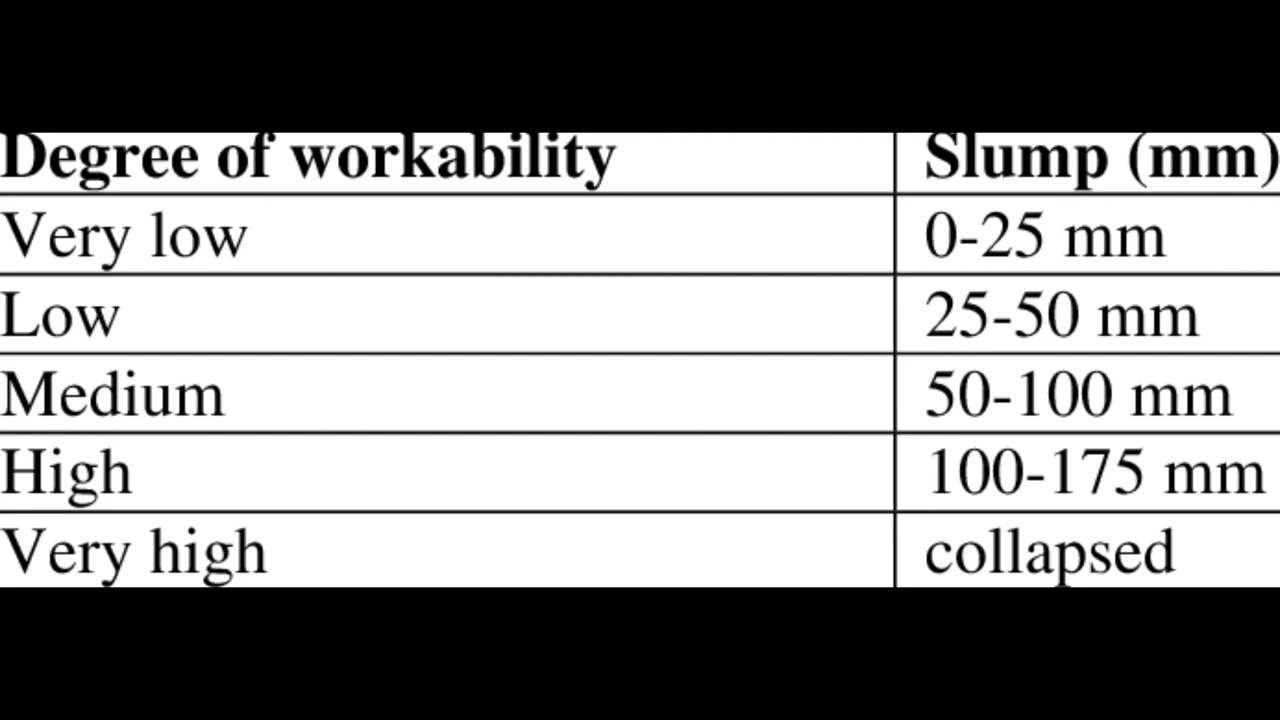 Degree of workability Slump (mm)
Very low 0-25 mm
Low 25-50 mm
Medium 50-100 mm
High 100-175 mm
Very high collapsed